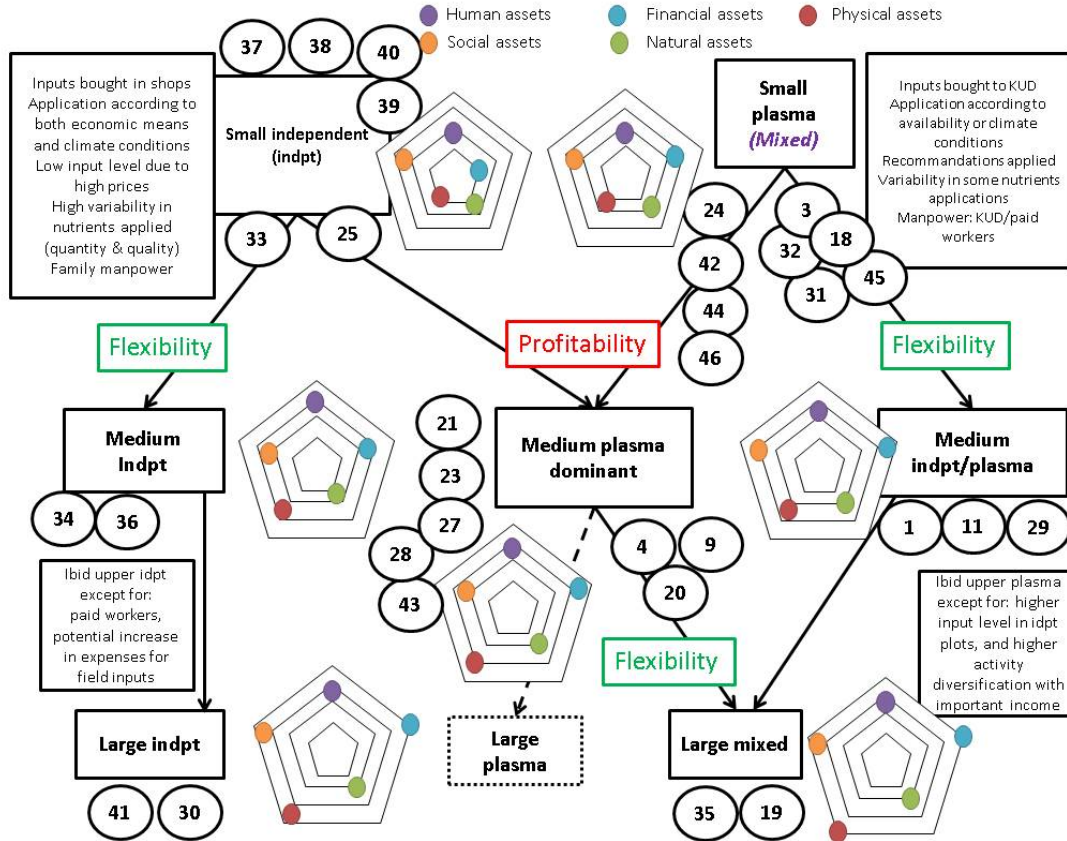 Human assets
Financial assets
Physical assets
Social assets
Natural assets
37
38
40
39
Inputs bought in shops
Application according to
both economic means
and climate conditions
Low input level due to
high prices
High variability in
nutrients applied
(quantity & quality)
Family manpower
Small independent
(indpt)
Small
plasma
(Mixed)
Inputs bought to KUD
Application according to
availability or climate
conditions
Recommandations applied
Variability in some nutrients
applications
Manpower: KUD/paid
workers
33
25
24
42
44
46
3
18
32
45
31
Flexibility
Profitability
Flexibility
Medium
Indpt
34
36
21
23
27
28
43
Medium plasma
dominant
4
9
20
Medium
indpt/plasma
1
11
29
Ibid upper idpt
except for:
paid workers,
potential increase
in expenses for
field inputs
Flexibility
Ibid upper plasma
except for: higher
input level in idpt
plots, and higher
activity
diversification with
important income
Large indpt
41
30
Large
plasma
Large mixed
35
19